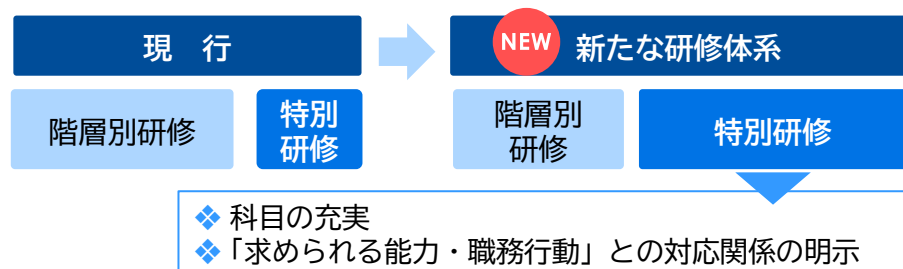 現　行
NEW 新たな研修体系
階層別研修
特別
研修
階層別
研修
特別研修
❖ 科目の充実
❖「求められる能力・職務行動」との対応関係の明示